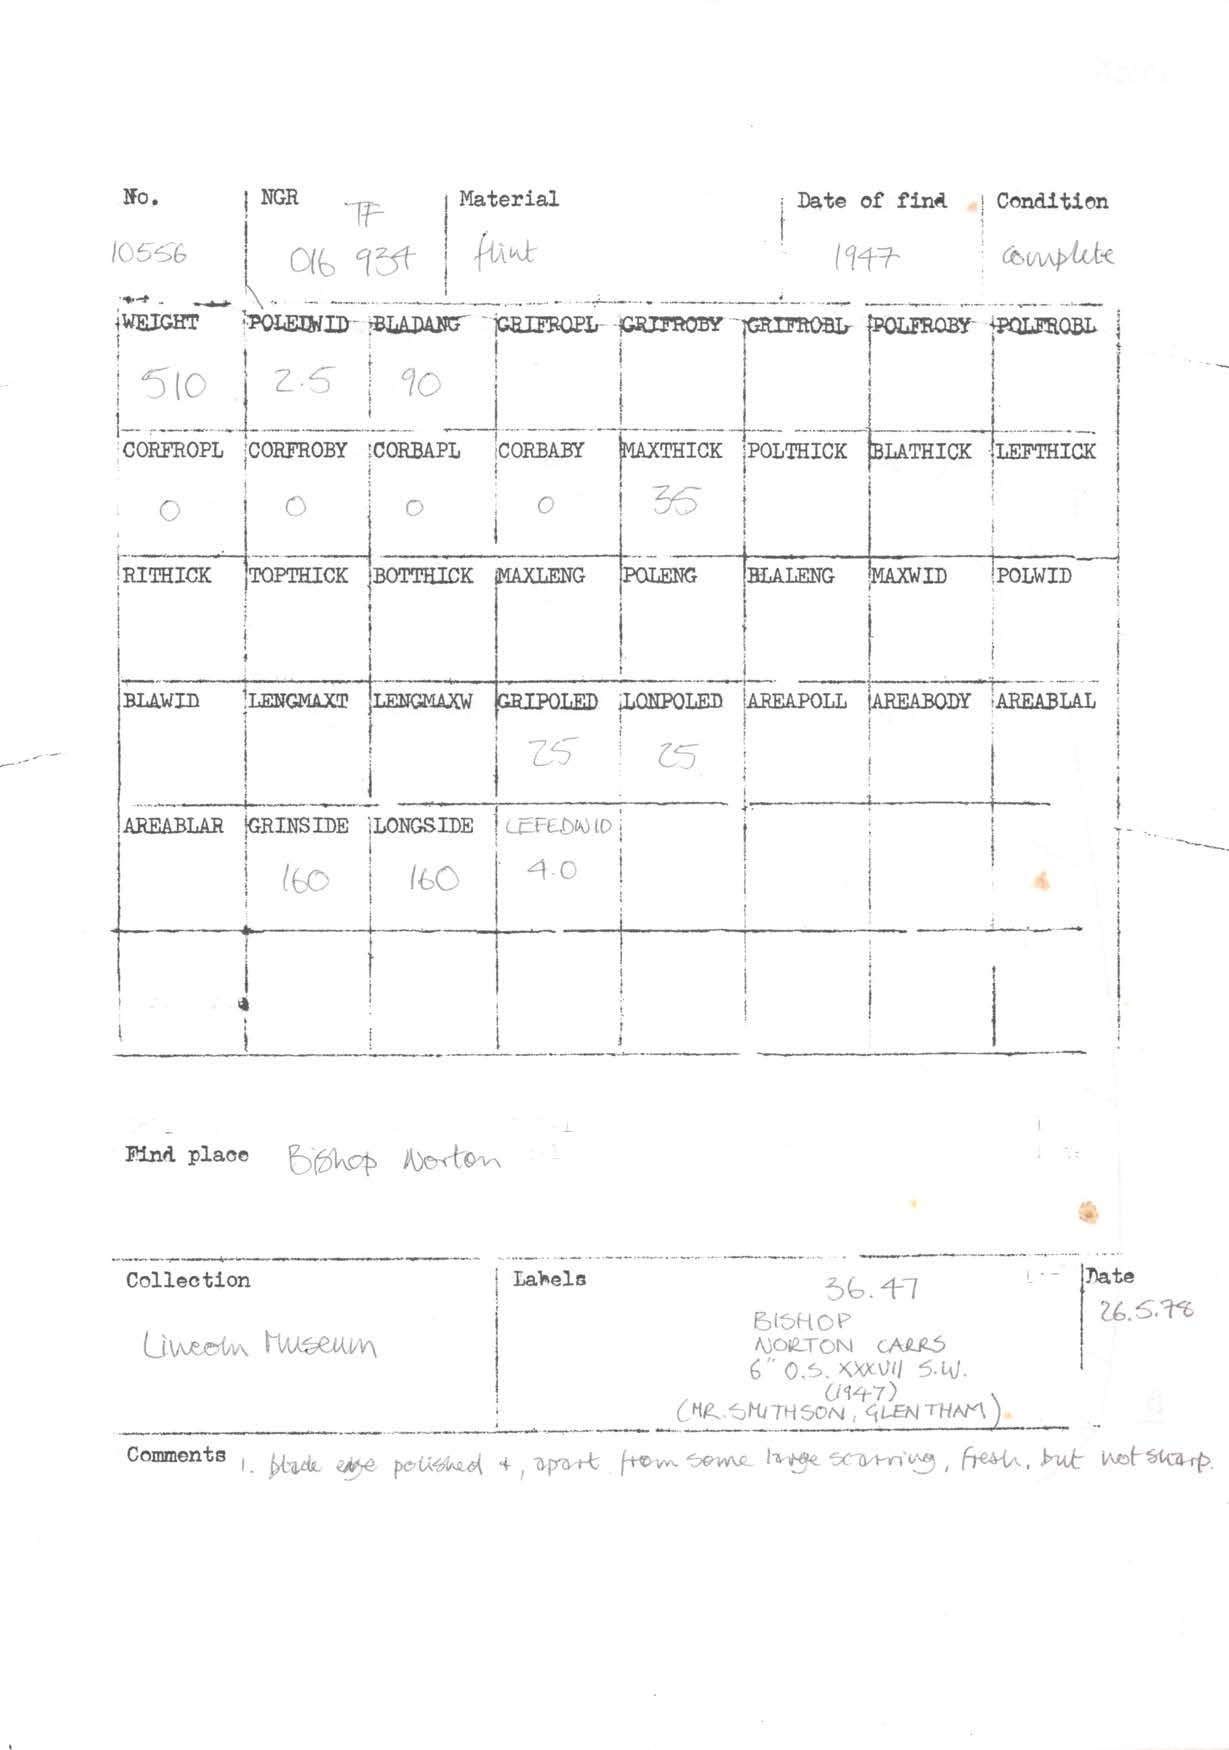 No. NGR TF Material Date of find Condition
10556 016 934 flint 1947 complete
WEIGHT POLEDWID BLADANG GRIFROPL GRIFROBY GRIFROBL POLFROBY POLFROBL
510 2.5 90
CORFROPL CORFROBY CORBAPL CORBABY MAXTHICK POLTHICK BLATHICK LEFTHICK
0 0 0 0 35
RITHICK TOPTHICK BOTTHICK MAXLENG POLENG BLALENG MAXWID POLWID
BLAWID LENGMAXT LENGMAXW GRIPOLED LONPOLED AREAPOLL AREABODY AREABLAL
25 25
AREABLAR GRINSIDE LONGSIDE LEFEDWID
160 160 4.0
Find place Bishop Norton
Collection Labels 36.47 Date
26.5.78
BISHOP
Lincoln Museum NORTON CARRS
6" O.S. XXXVII S.W.
(1947)
(MR. SMITHSON, GLENTHAM)
Comments 1. blade edge polished +, apart from some large scarring, fresh, but not sharp.